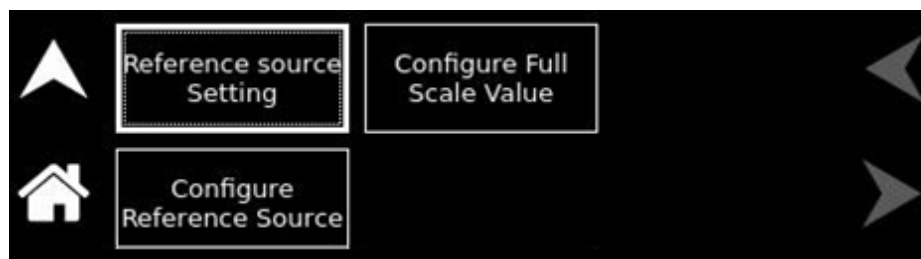 Reference source
Setting
Configure Full
Scale Value
Configure
Reference Source